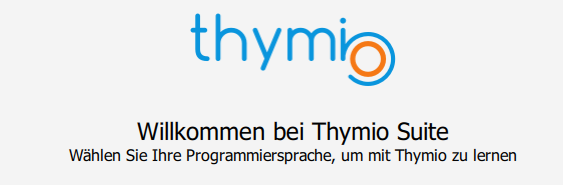 thymio
Willkommen bei Thymio Suite
Wählen Sie Ihre Programmiersprache, um mit Thymio zu lernen